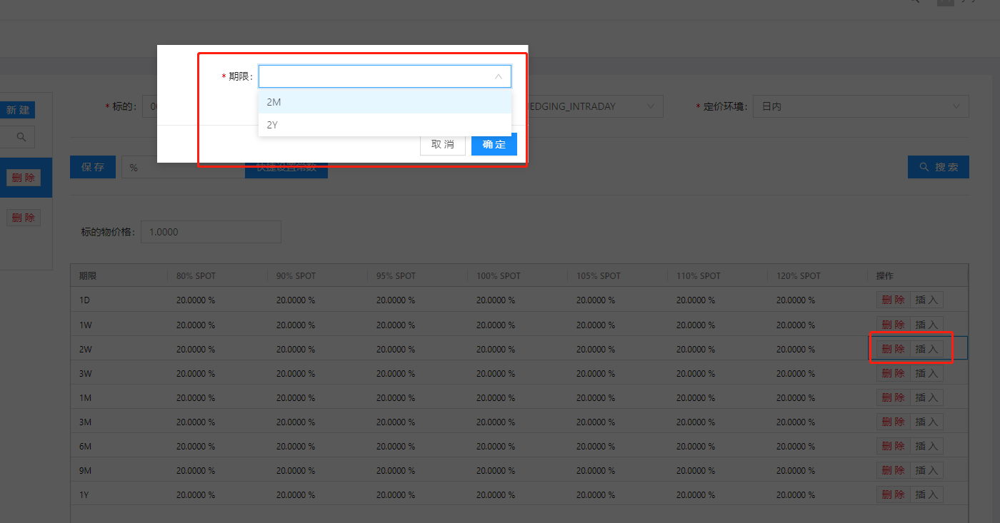 * 期限:
2M
2Y
取 消 确 定
新 建
* 标的: EDGING_INTRADAY * 定价环境: 日内
保 存 % 快捷设置常数 搜 索
删 除
删 除
标的物价格: 1.0000
期限 80% SPOT 90% SPOT 95% SPOT 100% SPOT 105% SPOT 110% SPOT 120% SPOT 操作
1D 20.0000 % 20.0000 % 20.0000 % 20.0000 % 20.0000 % 20.0000 % 20.0000 % 删 除 插 入
1W 20.0000 % 20.0000 % 20.0000 % 20.0000 % 20.0000 % 20.0000 % 20.0000 % 删 除 插 入
2W 20.0000 % 20.0000 % 20.0000 % 20.0000 % 20.0000 % 20.0000 % 20.0000 % 删 除 插 入
3W 20.0000 % 20.0000 % 20.0000 % 20.0000 % 20.0000 % 20.0000 % 20.0000 % 删 除 插 入
1M 20.0000 % 20.0000 % 20.0000 % 20.0000 % 20.0000 % 20.0000 % 20.0000 % 删 除 插 入
3M 20.0000 % 20.0000 % 20.0000 % 20.0000 % 20.0000 % 20.0000 % 20.0000 % 删 除 插 入
6M 20.0000 % 20.0000 % 20.0000 % 20.0000 % 20.0000 % 20.0000 % 20.0000 % 删 除 插 入
9M 20.0000 % 20.0000 % 20.0000 % 20.0000 % 20.0000 % 20.0000 % 20.0000 % 删 除 插 入
1Y 20.0000 % 20.0000 % 20.0000 % 20.0000 % 20.0000 % 20.0000 % 20.0000 % 删 除 插 入